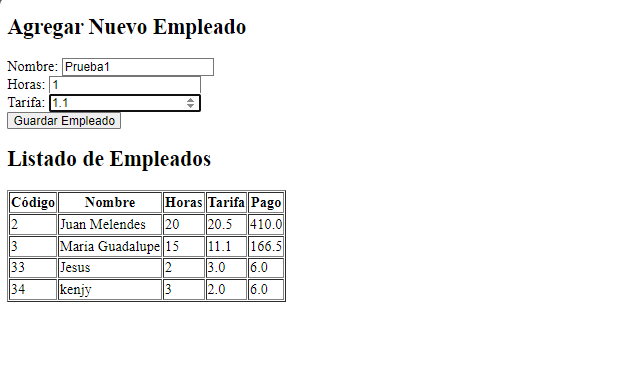 Agregar Nuevo Empleado
Nombre: Prueba1
Horas: 1
Tarifa: 1.1
Guardar Empleado
Listado de Empleados
Código Nombre Horas Tarifa Pago
2 Juan Melendes 20 20.5 410.0
3 Maria Guadalupe 15 11.1 166.5
33 Jesus 2 3.0 6.0
34 kenjy 3 2.0 6.0